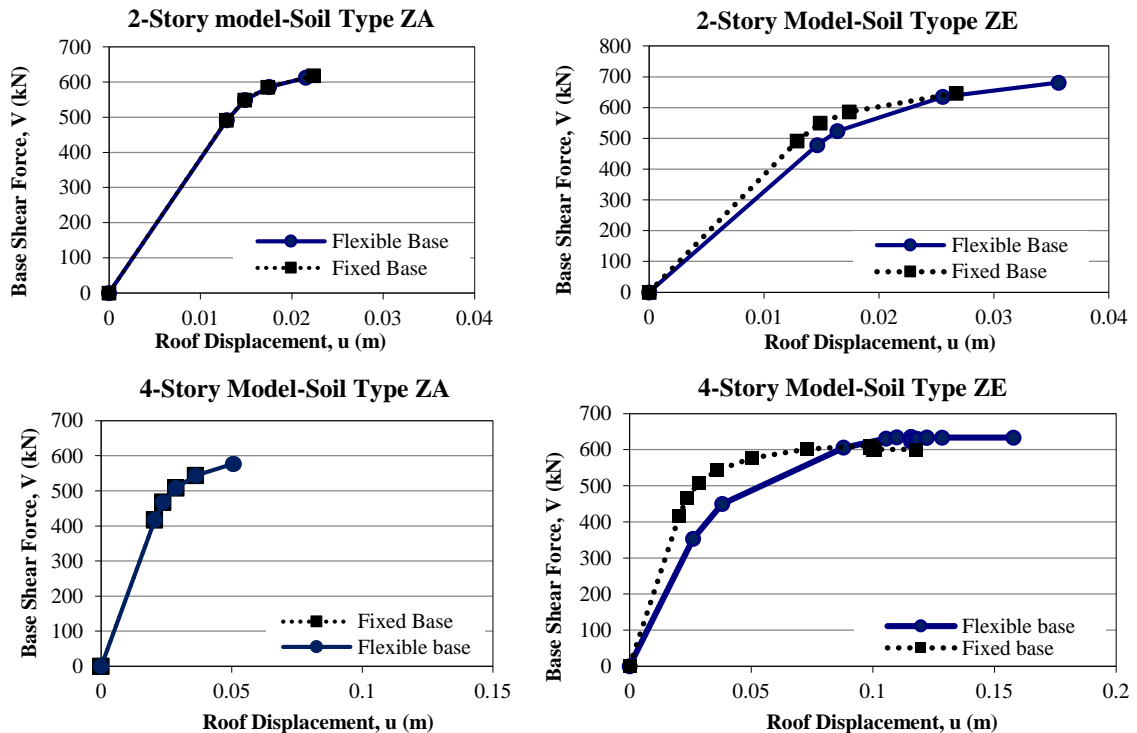 2-Story model-Soil Type ZA
Base Shear Force, V (kN)
700
600
500
400
300
200
100
0
Flexible Base
Fixed Base
0 0.01 0.02 0.03 0.04
Roof Displacement, u (m)
2-Story Model-Soil Tyope ZE
Base Shear Force, V (kN)
800
700
600
500
400
300
200
100
0
Flexible Base
Fixed Base
0 0.01 0.02 0.03 0.04
Roof Displacement, u (m)
4-Story Model-Soil Type ZA
Base Shear Force, V (kN)
700
600
500
400
300
200
100
0
Fixed Base
Flexible base
0 0.05 0.1 0.15
Roof Displacement, u (m)
4-Story Model-Soil Type ZE
Base Shear Force, V (kN)
700
600
500
400
300
200
100
0
Flexible base
Fixed base
0 0.05 0.1 0.15 0.2
Roof Displacement, u (m)